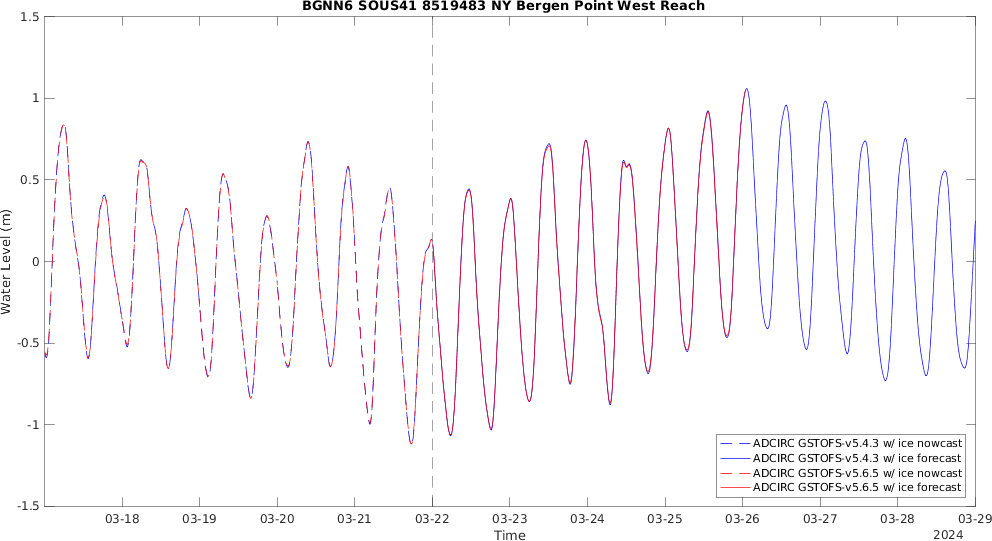 BGNN6 SOUS41 8519483 NY Bergen Point West Reach
1.5
1
0.5
0
-0.5
-1
-1.5
Water Level (m)
ADCIRC GSTOFS-v5.4.3 w/ ice nowcast
ADCIRC GSTOFS-v5.4.3 w/ ice forecast
ADCIRC GSTOFS-v5.6.5 w/ ice nowcast
ADCIRC GSTOFS-v5.6.5 w/ ice forecast
03-18 03-19 03-20 03-21 03-22 03-23 03-24 03-25 03-26 03-27 03-28 03-29
Time
2024